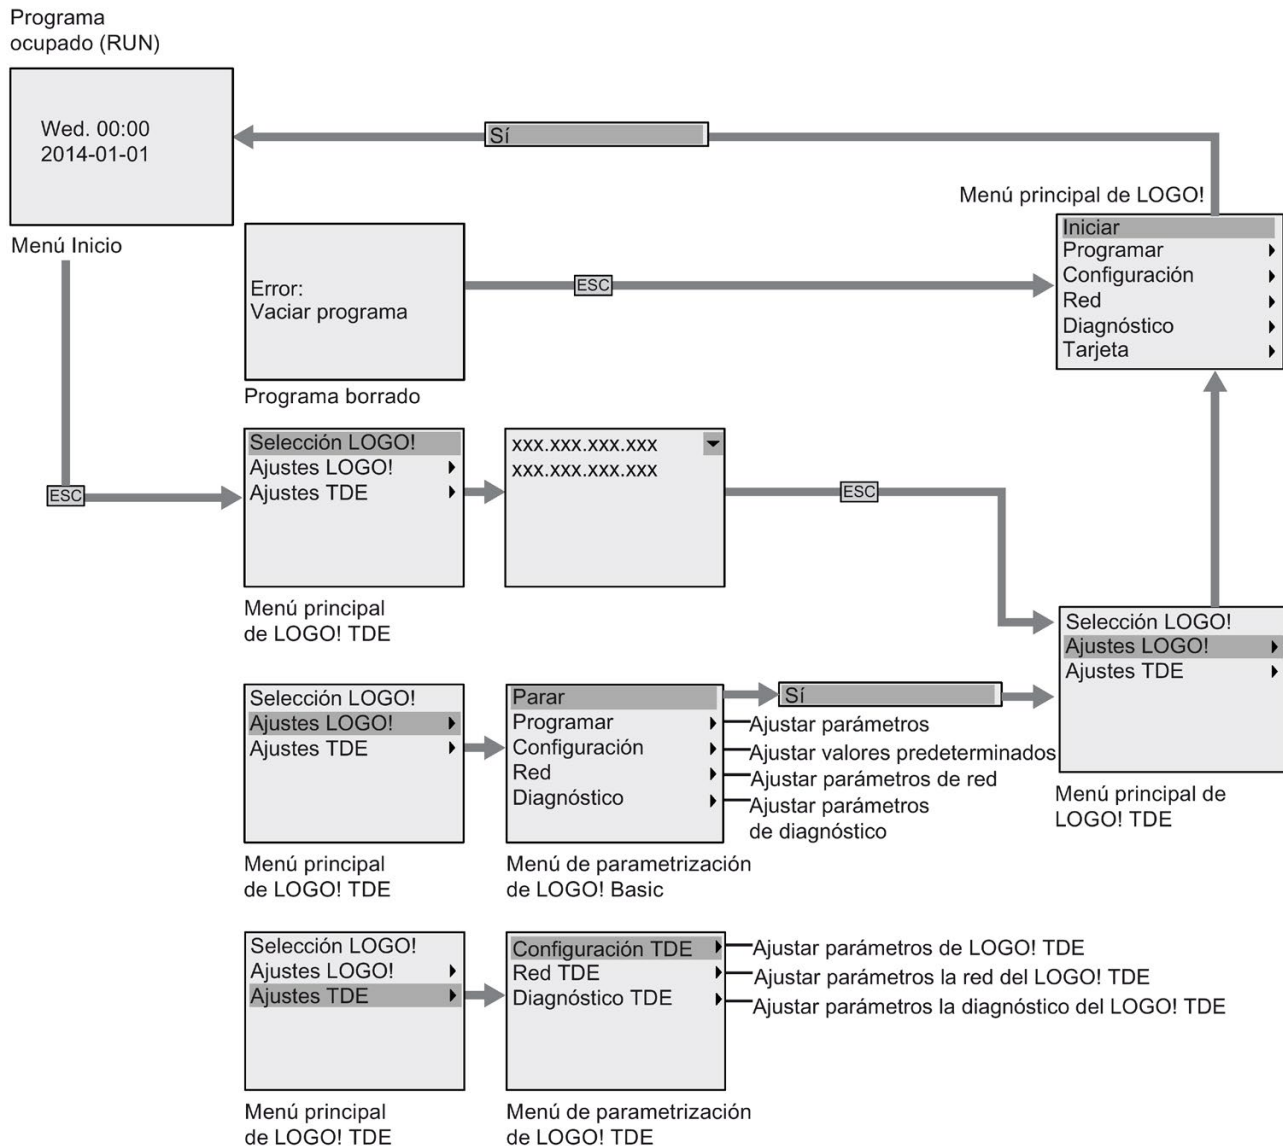 Programa
ocupado (RUN)
Wed. 00:00
2014-01-01
Menú Inicio
Sí
Menú principal de LOGO!
Iniciar
Programar
Configuración
Red
Diagnóstico
Tarjeta
Error:
Vaciar programa
Programa borrado
ESC
ESC
Selección LOGO!
Ajustes LOGO!
Ajustes TDE
Menú principal
de LOGO! TDE
xxx.xxx.xxx.xxx
xxx.xxx.xxx.xxx
ESC
Selección LOGO!
Ajustes LOGO!
Ajustes TDE
Menú principal de
LOGO! TDE
Selección LOGO!
Ajustes LOGO!
Ajustes TDE
Menú principal
de LOGO! TDE
Parar
Programar
Configuración
Red
Diagnóstico
Menú de parametrización
de LOGO! Basic
Sí
Ajustar parámetros
Ajustar valores predeterminados
Ajustar parámetros de red
Ajustar parámetros
de diagnóstico
Selección LOGO!
Ajustes LOGO!
Ajustes TDE
Menú principal
de LOGO! TDE
Configuración TDE
Red TDE
Diagnóstico TDE
Menú de parametrización
de LOGO! TDE
Ajustar parámetros de LOGO! TDE
Ajustar parámetros la red del LOGO! TDE
Ajustar parámetros la diagnóstico del LOGO! TDE